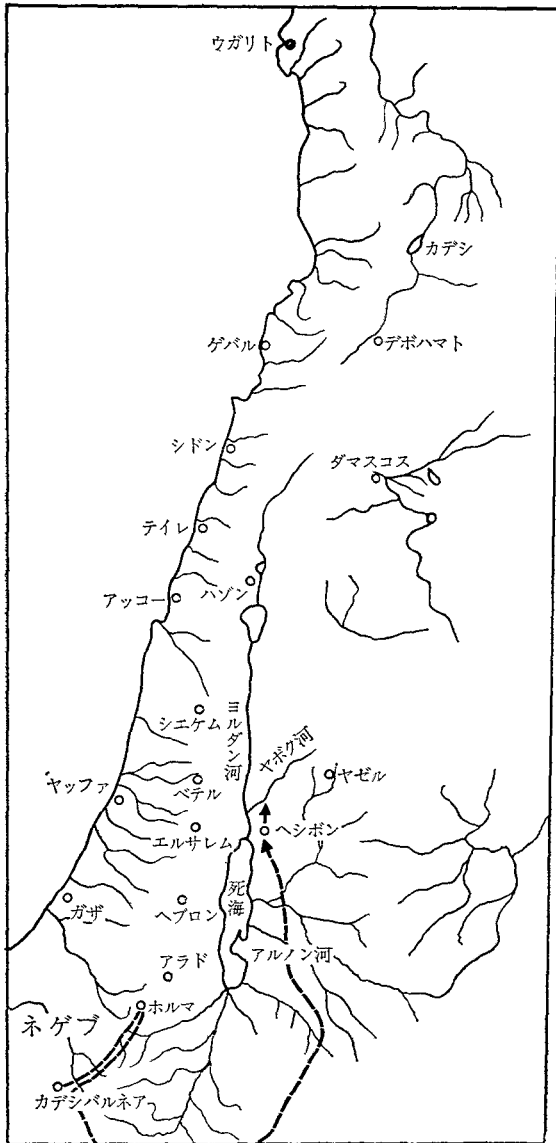 ウガリト
カデシ
ゲバル
デボハマト
シドン
ダマスコス
テイレ
ハゾン
アッコー
シエケム
ヨルダン河
ヤボク河
ヤゼル
ヤッファ
ベテル
ヘシボン
エルサレム
死海
ガザ
ヘブロン
アルノン河
アラド
ホルマ
ネゲブ
カデシバルネア